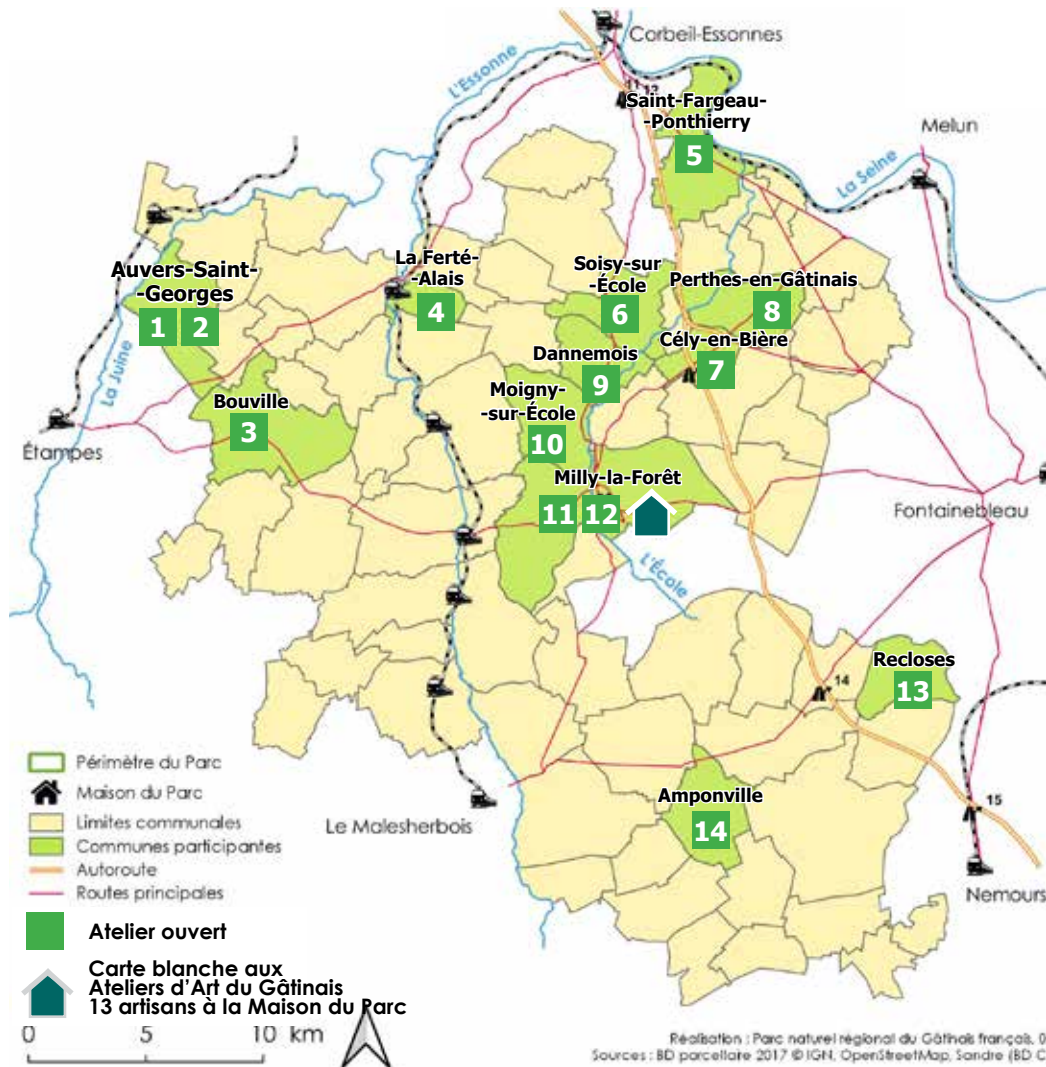 Corbeil-Essonnes
L'Essonne
Saint-Fargeau-
-Ponthierry
5
Melun
La Seine
Auvers-Saint-
-Georges
1 2
La Ferté-
-Alais
4
Soisy-sur
-École
6
Perthes-en-Gâtinais
8
Cély-en-Bière
7
Dannemois
9
La Juine
Bouville
3
Moigny-
-sur-École
10
Étampes
Milly-la-Forêt
11 12
Fontainebleau
L'École
Recloses
13
14
Amponville
14
15
Le Malesherbois
Nemours
Périmètre du Parc
Maison du Parc
Limites communales
Communes participantes
Autoroute
Routes principales
Atelier ouvert
Carte blanche aux
Ateliers d'Art du Gâtinais
13 artisans à la Maison du Parc
0 5 10 km
Réalisation : Parc naturel régional du Gâtinais français, 0
Sources : BD parcellaire 2017 © IGN, OpenStreetMap, Sandre (BD C